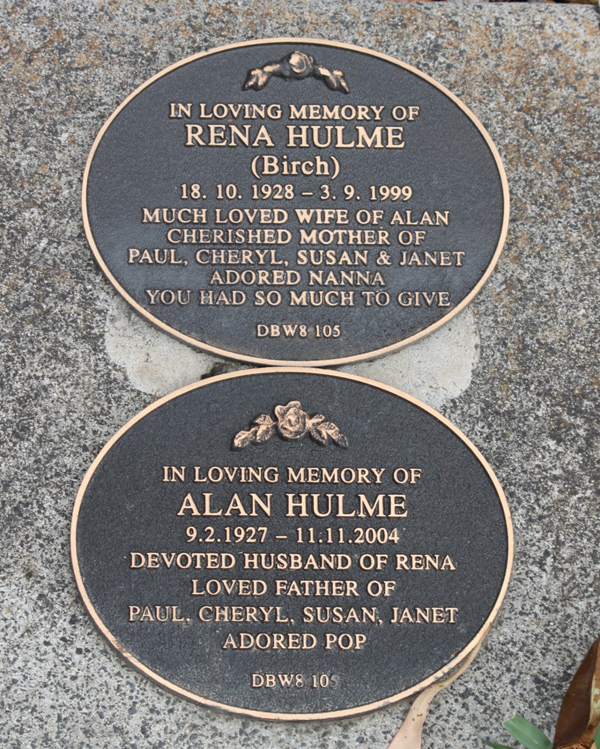 IN LOVING MEMORY OF
RENA HULME
(Birch)
18. 10. 1928 – 3. 9. 1999
MUCH LOVED WIFE OF ALAN
CHERISHED MOTHER OF
PAUL, CHERYL, SUSAN & JANET
ADORED NANNA
YOU HAD SO MUCH TO GIVE
DBW8 105
IN LOVING MEMORY OF
ALAN HULME
9.2.1927 – 11.11.2004
DEVOTED HUSBAND OF RENA
LOVED FATHER OF
PAUL, CHERYL, SUSAN, JANET
ADORED POP
DBW8 105